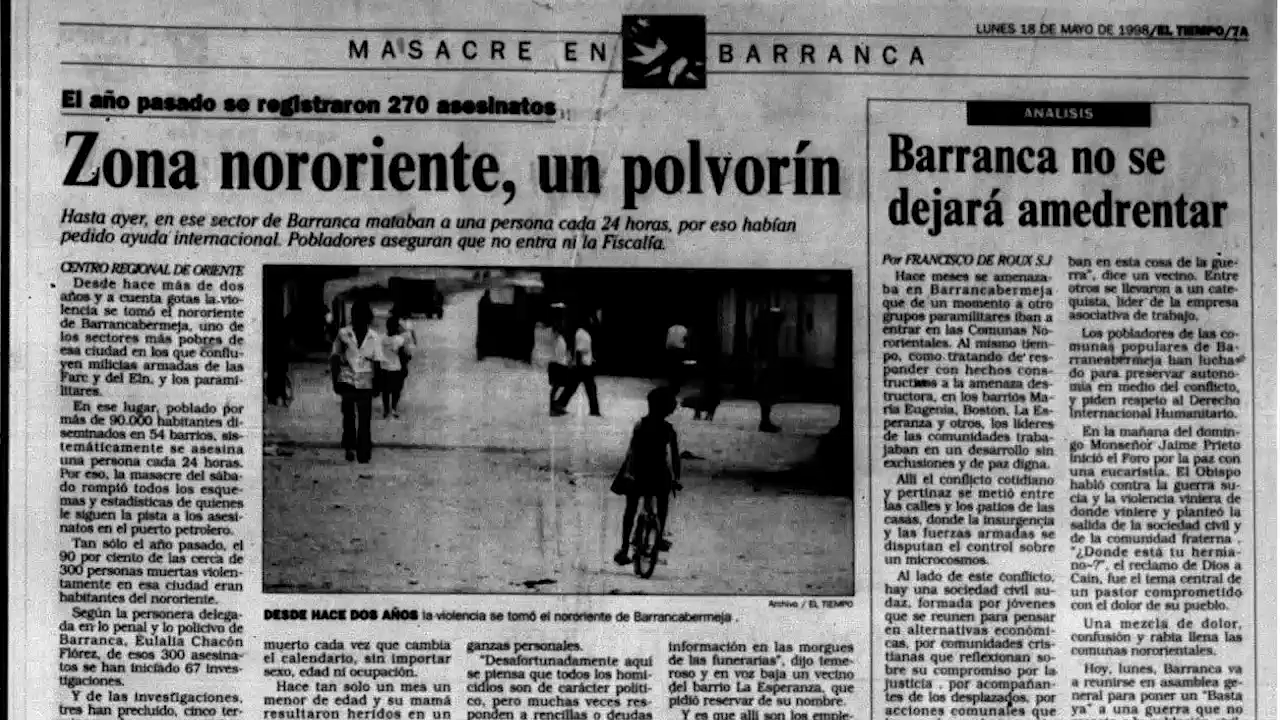 LUNES 18 DE MAYO DE 1998/EL TIEMPO/7A
MASACRE EN BARRANCA
El año pasado se registraron 270 asesinatos
Zona nororiente, un polvorín
Hasta ayer, en ese sector de Barranca mataban a una persona cada 24 horas, por eso habían
pedido ayuda internacional. Pobladores aseguran que no entra ni la Fiscalía.
CENTRO REGIONAL DE ORIENTE
Desde hace más de dos
años y a cuenta gotas la vio-
lencia se tomó el nororiente
de Barrancabermeja, uno de
los sectores más pobres de
esa ciudad en los que conflu-
yen milicias armadas de las
Farc y del Eln, y los parami-
litares.
En ese lugar, poblado por
más de 90.000 habitantes di-
seminados en 54 barrios, sis-
temáticamente se asesina
una persona cada 24 horas.
Por eso, la masacre del sába-
do rompió todos los esque-
mas y estadísticas de quienes
le siguen la pista a los asesi-
natos en el puerto petrolero.
Tan sólo el año pasado, el
90 por ciento de las cerca de
300 personas muertas violen-
tamente en esa ciudad eran
habitantes del nororiente.
Según la personera delega-
da en lo penal y lo policivo de
Barranca, Eulalia Chacón
Flórez, de esos 300 asesina-
tos se han iniciado 67 inves-
tigaciones.
Y de las investigaciones,
tres han precluido, cinco ter-
Archivo / EL TIEMPO
DESDE HACE DOS AÑOS la violencia se tomó el nororiente de Barrancabermeja .
muerto cada vez que cambia
el calendario, sin importar
sexo, edad ni ocupación.
Hace tan solo un mes un
menor de edad y su mamá
resultaron heridos en un
ganzas personales.
"Desafortunadamente aquí
se piensa que todos los homi-
cidios son de carácter políti-
co, pero muchas veces res-
ponden a rencillas o deudas
información en las morgues
de las funerarias", dijo teme-
roso y en voz baja un vecino
del barrio La Esperanza, que
pidió reservar de su nombre.
Y es que allí son los emple-
ANALISIS
Barranca no se
dejará amedrentar
Por FRANCISCO DE ROUX S.J
Hace meses se amenaza-
ba en Barrancabermeja
que de un momento a otro
grupos paramilitares iban a
entrar en las Comunas No-
rorientales. Al mismo tiem-
po, como tratando de res-
ponder con hechos cons-
tructivos a la amenaza des-
tructora, en los barrios Ma-
ría Eugenia, Boston, La Es-
peranza y otros, los líderes
de las comunidades traba-
jaban en un desarrollo sin
exclusiones y de paz digna.
Allí el conflicto cotidiano
y pertinaz se metió entre
las calles y los patios de las
casas, donde la insurgencia
y las fuerzas armadas se
disputan el control sobre
un microcosmos.
Al lado de este conflicto,
hay una sociedad civil au-
daz, formada por jóvenes
que se reunen para pensar
en alternativas económi-
cas, por comunidades cris-
tianas que reflexionan so-
bre su compromiso por la
justicia , por acompañan-
tes de los desplazados, por
acciones comunales que
ban en esta cosa de la gue-
rra", dice un vecino. Entre
otros se llevaron a un cate-
quista, líder de la empresa
asociativa de trabajo.
Los pobladores de las co-
munas populares de Ba-
rrancabermeja han lucha-
do para preservar autono-
mía en medio del conflicto,
y piden respeto al Derecho
Internacional Humanitario.
En la mañana del domin-
go Monseñor Jaime Prieto
inició el Foro por la paz con
una eucaristía. El Obispo
habló contra la guerra su-
cia y la violencia viniera de
donde viniere y planteó la
salida de la sociedad civil y
de la comunidad fraterna .
"¿Donde está tu herma-
no-?", el reclamo de Dios a
Caín, fue el tema central de
un pastor comprometido
con el dolor de su pueblo.
Una mezcla de dolor,
confusión y rabia llena las
comunas nororientales.
Hoy, lunes, Barranca va
a reunirse en asamblea ge-
neral para poner un "Basta
ya" a una guerra que no